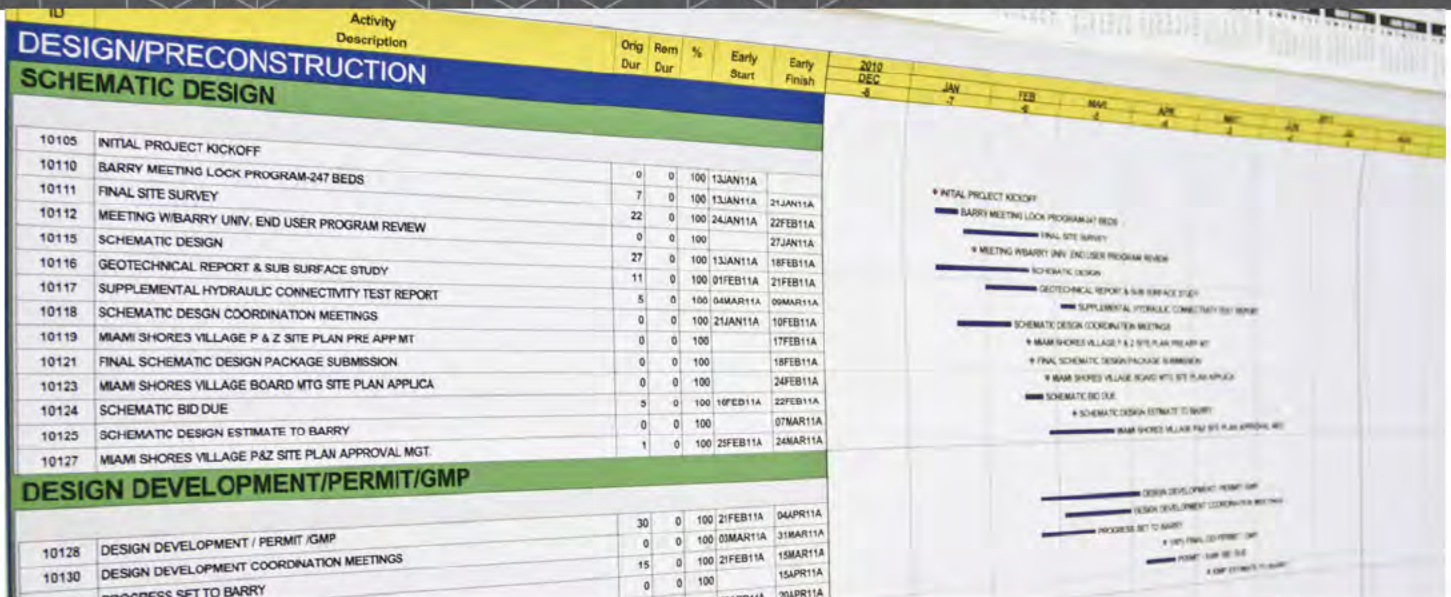 ID Activity Description Orig Dur Rem Dur % Early Start Early Finish 2010 DEC JAN FEB MAR APR
-8 -7
DESIGN/PRECONSTRUCTION
SCHEMATIC DESIGN
10105 INITIAL PROJECT KICKOFF 0 0 100 13JAN11A INITIAL PROJECT KICKOFF
10110 BARRY MEETING LOCK PROGRAM-247 BEDS 7 0 100 13JAN11A 21JAN11A BARRY MEETING LOCK PROGRAM-247 BEDS
10111 FINAL SITE SURVEY 22 0 100 24JAN11A 22FEB11A FINAL SITE SURVEY
10112 MEETING W/BARRY UNIV. END USER PROGRAM REVIEW 0 0 100 27JAN11A MEETING W/BARRY UNIV. END USER PROGRAM REVIEW
10115 SCHEMATIC DESIGN 27 0 100 13JAN11A 18FEB11A SCHEMATIC DESIGN
10116 GEOTECHNICAL REPORT & SUB SURFACE STUDY 11 0 100 01FEB11A 21FEB11A GEOTECHNICAL REPORT & SUB SURFACE STUDY
10117 SUPPLEMENTAL HYDRAULIC CONNECTIVITY TEST REPORT 5 0 100 04MAR11A 09MAR11A SUPPLEMENTAL HYDRAULIC CONNECTIVITY TEST REPORT
10118 SCHEMATIC DESGN COORDINATION MEETINGS 0 0 100 21JAN11A 10FEB11A SCHEMATIC DESGN COORDINATION MEETINGS
10119 MIAMI SHORES VILLAGE P & Z SITE PLAN PRE APP MT 0 0 100 17FEB11A MIAMI SHORES VILLAGE P & Z SITE PLAN PRE APP MT
10121 FINAL SCHEMATIC DESIGN PACKAGE SUBMISSION 0 0 100 18FEB11A FINAL SCHEMATIC DESIGN PACKAGE SUBMISSION
10123 MIAMI SHORES VILLAGE BOARD MTG SITE PLAN APPLICA 0 0 100 24FEB11A MIAMI SHORES VILLAGE BOARD MTG SITE PLAN APPLICA
10124 SCHEMATIC BID DUE 5 0 100 16FEB11A 22FEB11A SCHEMATIC BID DUE
10125 SCHEMATIC DESIGN ESTIMATE TO BARRY 0 0 100 07MAR11A SCHEMATIC DESIGN ESTIMATE TO BARRY
10127 MIAMI SHORES VILLAGE P&Z SITE PLAN APPROVAL MGT. 1 0 100 25FEB11A 24MAR11A MIAMI SHORES VILLAGE P&Z SITE PLAN APPROVAL MGT
DESIGN DEVELOPMENT/PERMIT/GMP
10128 DESIGN DEVELOPMENT / PERMIT /GMP 30 0 100 21FEB11A 04APR11A DESIGN DEVELOPMENT / PERMIT /GMP
10130 DESIGN DEVELOPMENT COORDINATION MEETINGS 0 0 100 03MAR11A 31MAR11A DESIGN DEVELOPMENT COORDINATION MEETINGS
PROGRESS SET TO BARRY 15 0 100 21FEB11A 15MAR11A PROGRESS SET TO BARRY
0 0 100 15APR11A
20APR11A